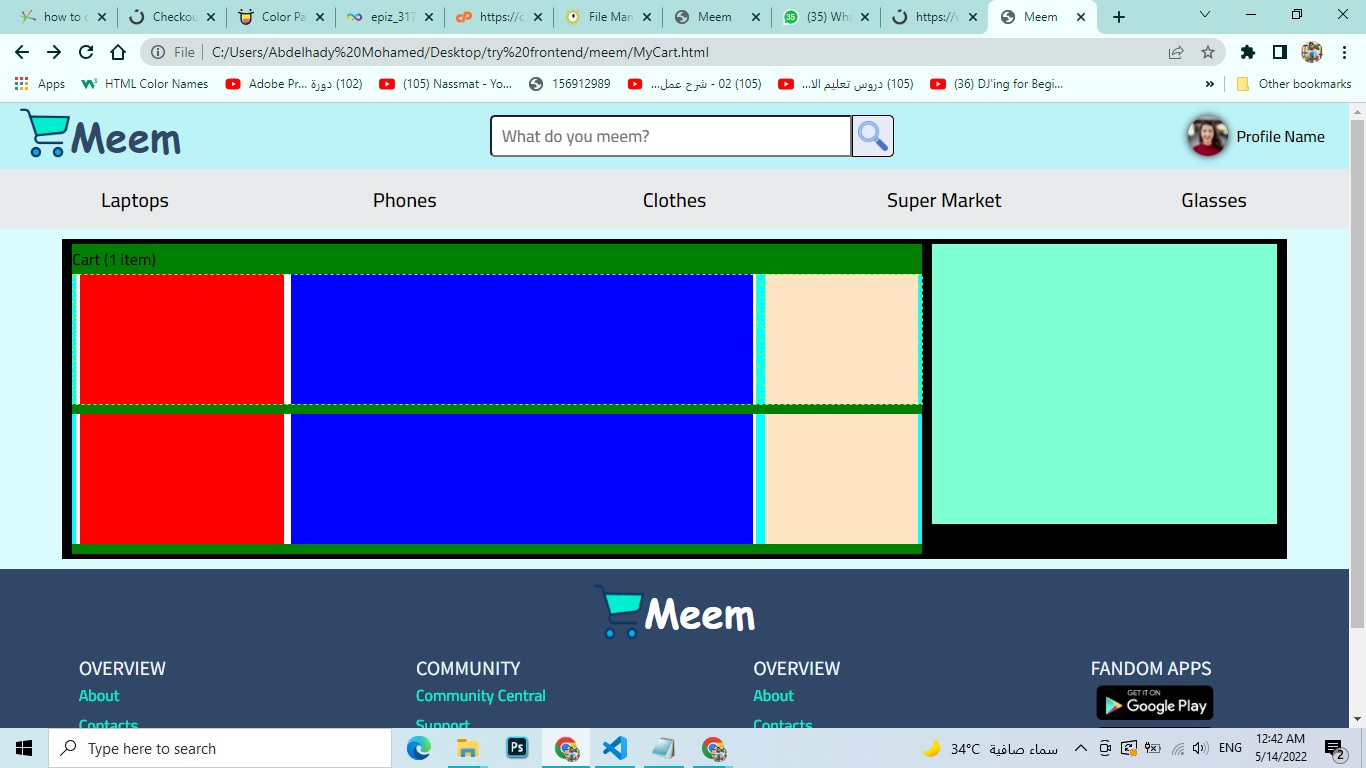 how to c
Checkou
Color Pa
epiz_317
https://c
File Man
Meem
(35) Wha
https://v
Meem
File
C:/Users/Abdelhady%20Mohamed/Desktop/try%20frontend/meem/MyCart.html
Apps
HTML Color Names
Adobe Pr... دورة (102)
(105) Nassmat - Yo...
156912989
...شرح عمل - 02 (105)
...دروس تعليم الا (105)
(36) DJ'ing for Begi...
»
Other bookmarks
Meem
What do you meem?
Profile Name
Laptops
Phones
Clothes
Super Market
Glasses
Cart (1 item)
Meem
OVERVIEW
COMMUNITY
OVERVIEW
FANDOM APPS
About
Community Central
About
GET IT ON
Google Play
Contacts
Support
Contacts
Type here to search
Ps
34°C سماء صافية
ENG
12:42 AM
5/14/2022
2